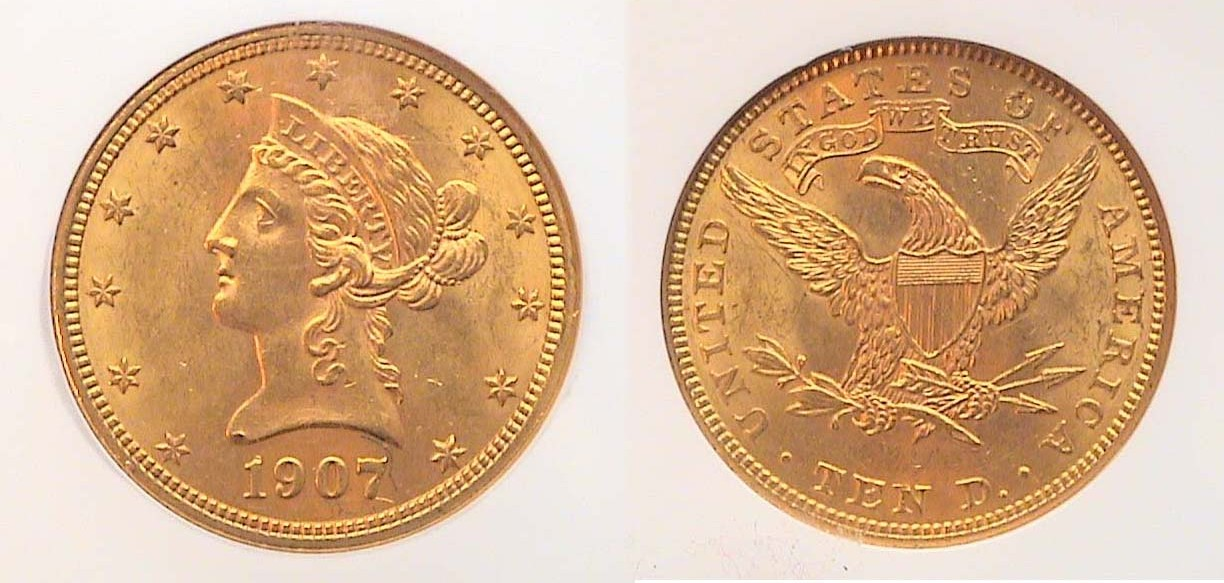 LIBERTY
1907
UNITED STATES OF AMERICA
IN GOD WE TRUST
· TEN D. ·